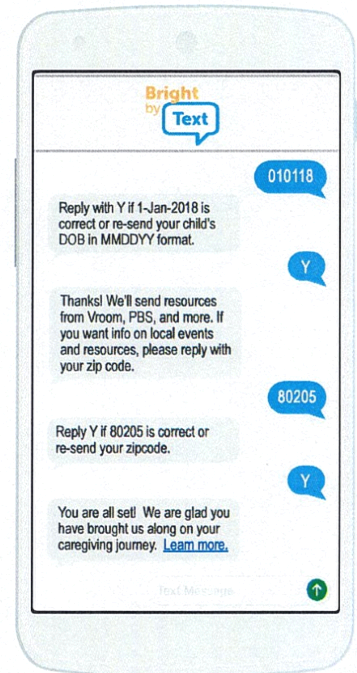 Bright
by
Text
010118
Reply with Y if 1-Jan-2018 is
correct or re-send your child's
DOB in MMDDYY format.
Y
Thanks! We'll send resources
from Vroom, PBS, and more. If
you want info on local events
and resources, please reply with
your zip code.
80205
Reply Y if 80205 is correct or
re-send your zipcode.
Y
You are all set! We are glad you
have brought us along on your
caregiving journey. Learn more.
Text Message